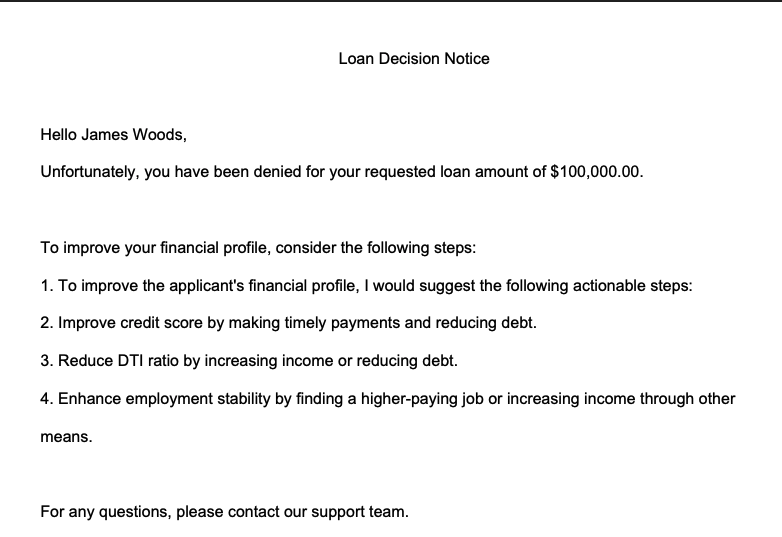 Loan Decision Notice
Hello James Woods,
Unfortunately, you have been denied for your requested loan amount of $100,000.00.
To improve your financial profile, consider the following steps:
1. To improve the applicant's financial profile, I would suggest the following actionable steps:
2. Improve credit score by making timely payments and reducing debt.
3. Reduce DTI ratio by increasing income or reducing debt.
4. Enhance employment stability by finding a higher-paying job or increasing income through other
means.
For any questions, please contact our support team.